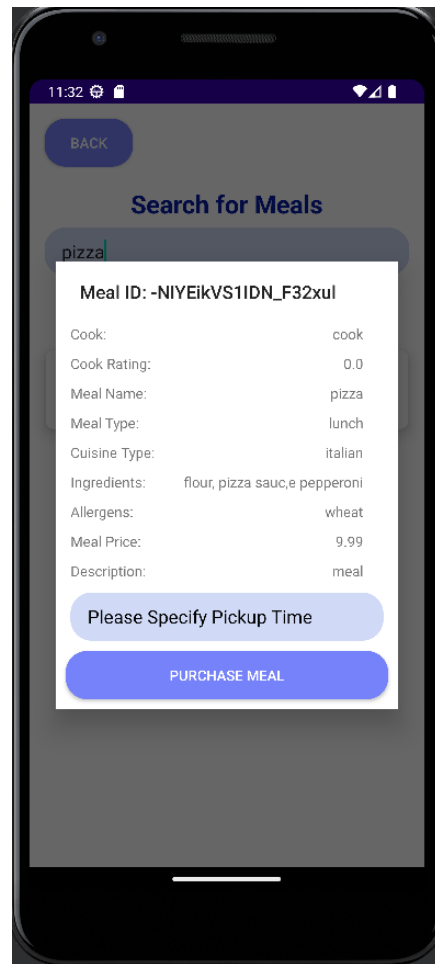 11:32
BACK
Search for Meals
pizza
Meal ID: -NIYEikVS1IDN_F32xul
Cook: cook
Cook Rating: 0.0
Meal Name: pizza
Meal Type: lunch
Cuisine Type: italian
Ingredients: flour, pizza sauc,e pepperoni
Allergens: wheat
Meal Price: 9.99
Description: meal
Please Specify Pickup Time
PURCHASE MEAL